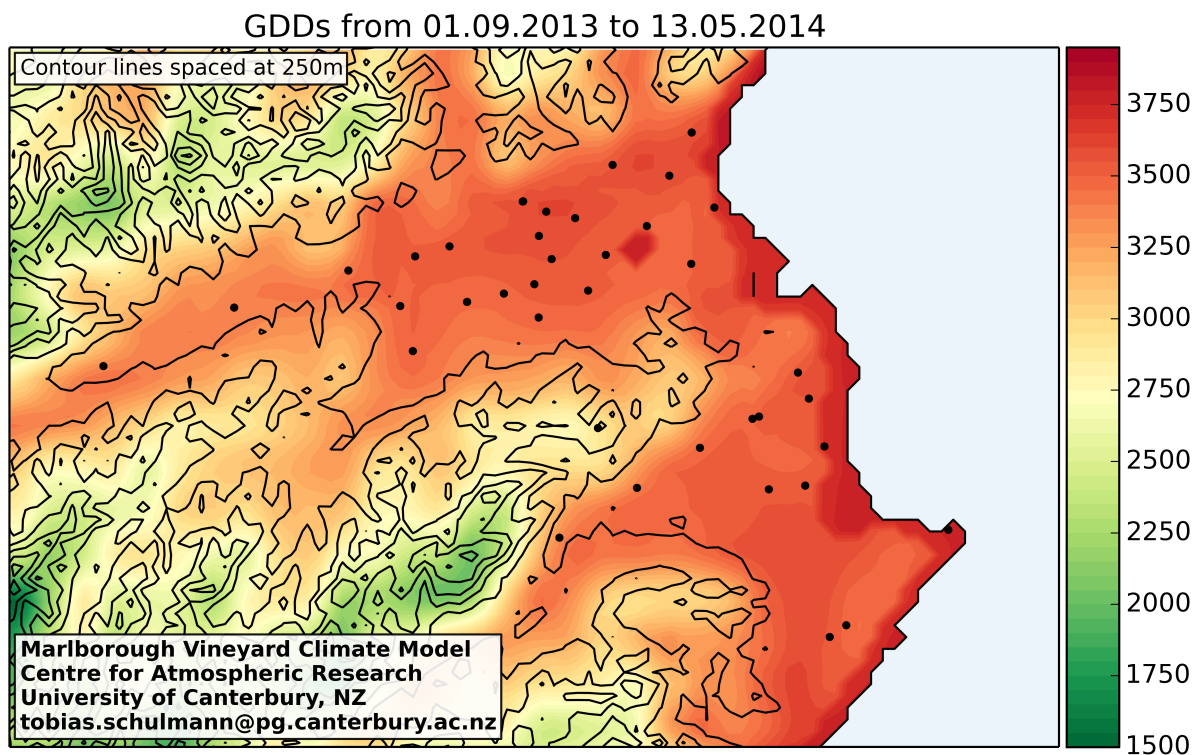 GDDs from 01.09.2013 to 13.05.2014
Contour lines spaced at 250m
3750
3500
3250
3000
2750
2500
2250
2000
1750
1500
Marlborough Vineyard Climate Model
Centre for Atmospheric Research
University of Canterbury, NZ
tobias.schulmann@pg.canterbury.ac.nz